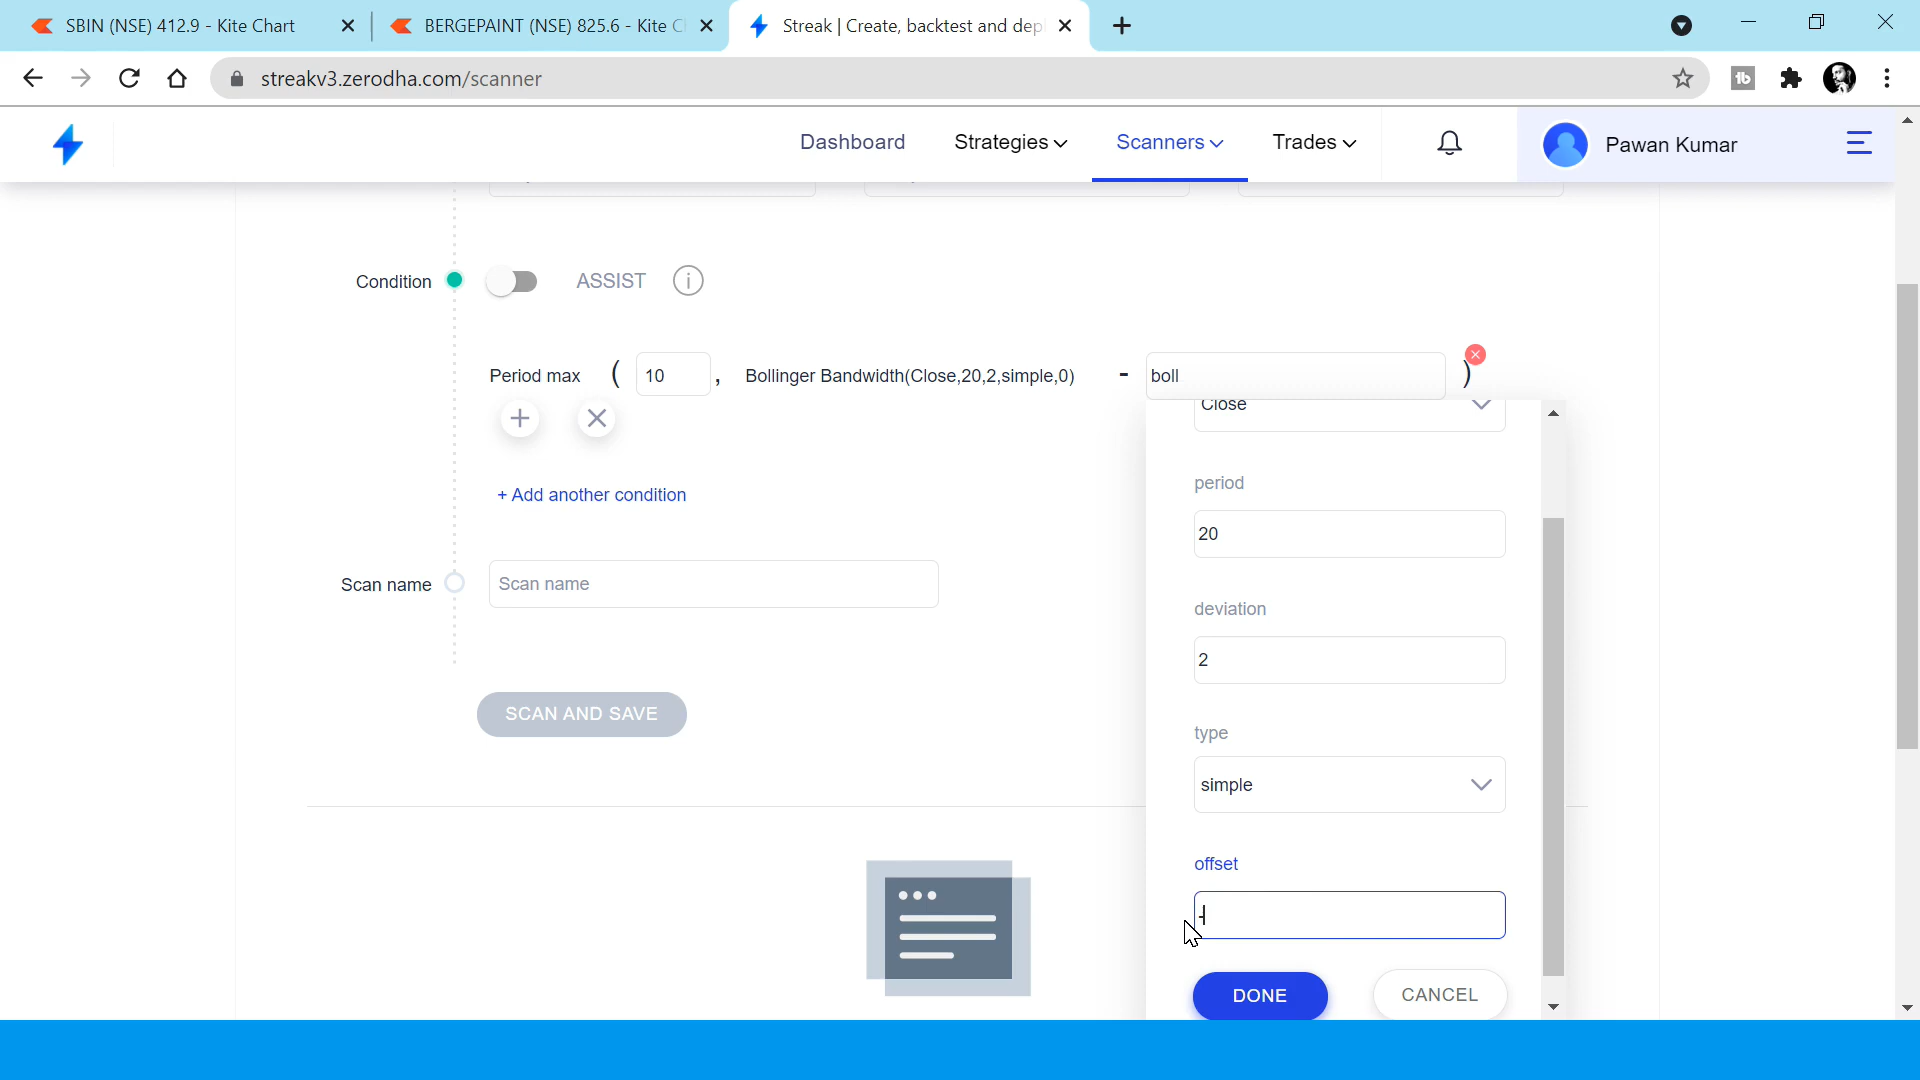 SBIN (NSE) 412.9 - Kite Chart
BERGEPAINT (NSE) 825.6 - Kite C
Streak | Create, backtest and dep
streakv3.zerodha.com/scanner
Dashboard
Strategies
Scanners
Trades
Pawan Kumar
Condition
ASSIST
i
Period max ( 10 , Bollinger Bandwidth(Close,20,2,simple,0) - boll )
Close
+ Add another condition
period
20
Scan name
Scan name
deviation
2
SCAN AND SAVE
type
simple
offset
-
DONE
CANCEL